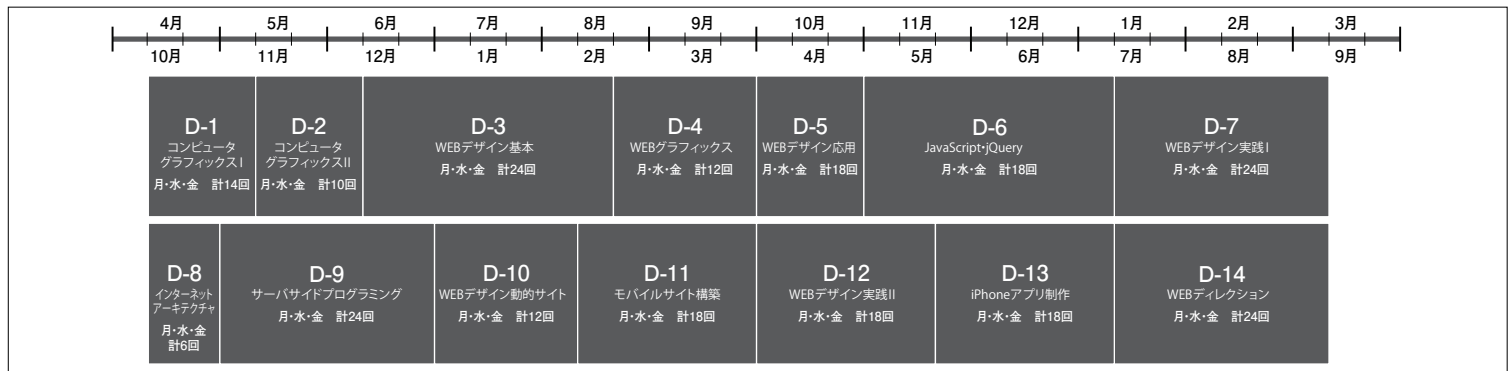 4月 5月 6月 7月 8月 9月 10月 11月 12月 1月 2月 3月
10月 11月 12月 1月 2月 3月 4月 5月 6月 7月 8月 9月
D-1
コンピュータ
グラフィックスI
月・水・金 計14回
D-2
コンピュータ
グラフィックスII
月・水・金 計10回
D-3
WEBデザイン基本
月・水・金 計24回
D-4
WEBグラフィックス
月・水・金 計12回
D-5
WEBデザイン応用
月・水・金 計18回
D-6
JavaScript・jQuery
月・水・金 計18回
D-7
WEBデザイン実践I
月・水・金 計24回
D-8
インターネット
アーキテクチャ
月・水・金
計6回
D-9
サーバサイドプログラミング
月・水・金 計24回
D-10
WEBデザイン動的サイト
月・水・金 計12回
D-11
モバイルサイト構築
月・水・金 計18回
D-12
WEBデザイン実践II
月・水・金 計18回
D-13
iPhoneアプリ制作
月・水・金 計18回
D-14
WEBディレクション
月・水・金 計24回